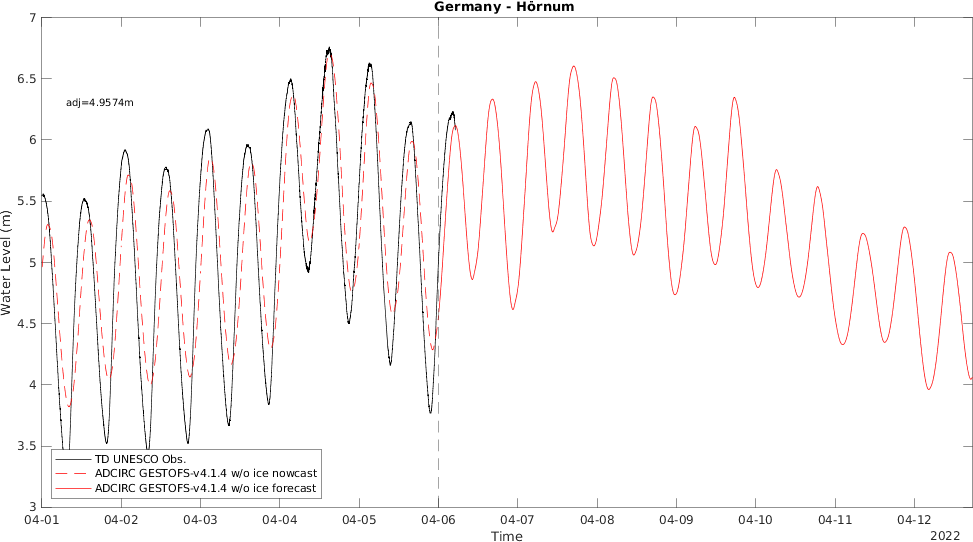 Germany - Hörnum
7
6.5
6
5.5
5
4.5
4
3.5
3
Water Level (m)
adj=4.9574m
TD UNESCO Obs.
ADCIRC GESTOFS-v4.1.4 w/o ice nowcast
ADCIRC GESTOFS-v4.1.4 w/o ice forecast
04-01 04-02 04-03 04-04 04-05 04-06 04-07 04-08 04-09 04-10 04-11 04-12
Time
2022